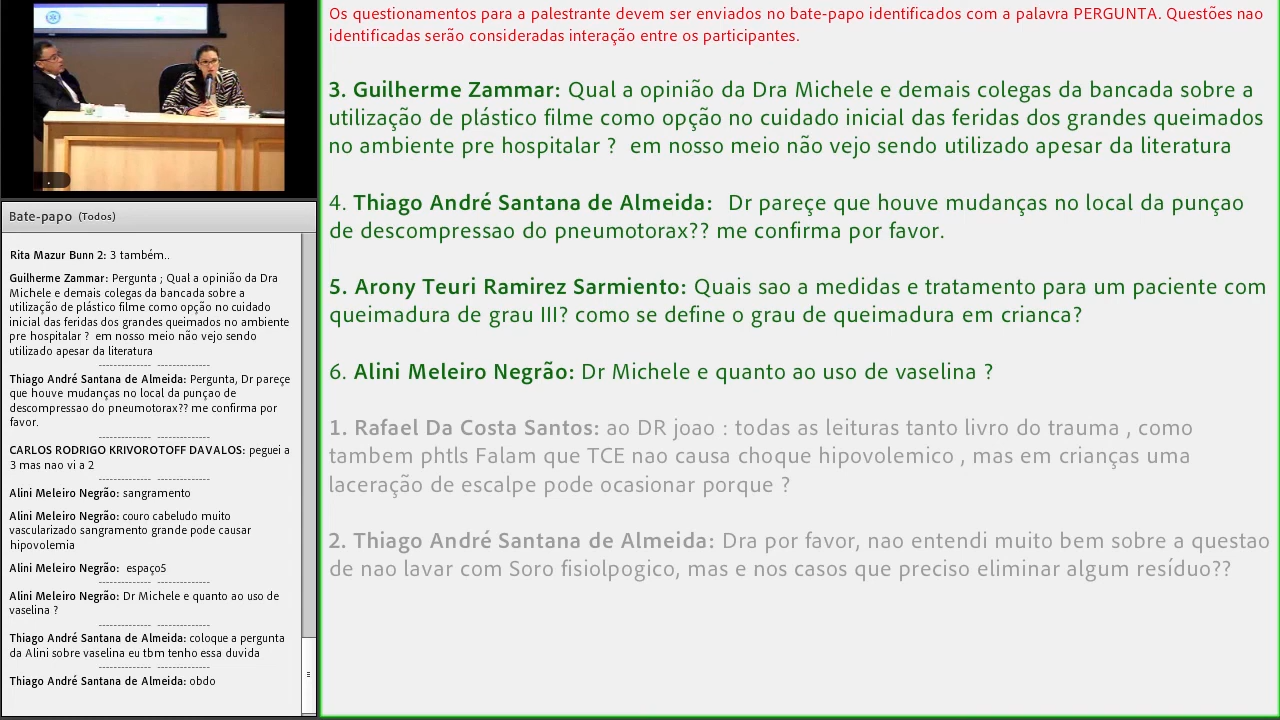 Os questionamentos para a palestrante devem ser enviados no bate-papo identificados com a palavra PERGUNTA. Questões nao
identificadas serão consideradas interação entre os participantes.
3. Guilherme Zammar: Qual a opinião da Dra Michele e demais colegas da bancada sobre a
utilização de plástico filme como opção no cuidado inicial das feridas dos grandes queimados
no ambiente pre hospitalar ?  em nosso meio não vejo sendo utilizado apesar da literatura
4. Thiago André Santana de Almeida:  Dr pareçe que houve mudanças no local da punçao
de descompressao do pneumotorax?? me confirma por favor.
5. Arony Teuri Ramirez Sarmiento: Quais sao a medidas e tratamento para um paciente com
queimadura de grau III? como se define o grau de queimadura em crianca?
6. Alini Meleiro Negrão: Dr Michele e quanto ao uso de vaselina ?
1. Rafael Da Costa Santos: ao DR joao : todas as leituras tanto livro do trauma , como
tambem phtls Falam que TCE nao causa choque hipovolemico , mas em crianças uma
laceração de escalpe pode ocasionar porque ?
2. Thiago André Santana de Almeida: Dra por favor, nao entendi muito bem sobre a questao
de nao lavar com Soro fisiolpogico, mas e nos casos que preciso eliminar algum resíduo??
Bate-papo (Todos)
Rita Mazur Bunn 2: 3 também..
Guilherme Zammar: Pergunta ; Qual a opinião da Dra
Michele e demais colegas da bancada sobre a
utilização de plástico filme como opção no cuidado
inicial das feridas dos grandes queimados no ambiente
pre hospitalar ?  em nosso meio não vejo sendo
utilizado apesar da literatura
-------------- --------------
Thiago André Santana de Almeida: Pergunta, Dr pareçe
que houve mudanças no local da punçao de
descompressao do pneumotorax?? me confirma por
favor.
-------------- --------------
CARLOS RODRIGO KRIVOROTOFF DAVALOS: peguei a
3 mas nao vi a 2
-------------- --------------
Alini Meleiro Negrão: sangramento
Alini Meleiro Negrão: couro cabeludo muito
vascularizado sangramento grande pode causar
hipovolemia
Alini Meleiro Negrão:  espaço5
-------------- --------------
Alini Meleiro Negrão: Dr Michele e quanto ao uso de
vaselina ?
-------------- --------------
Thiago André Santana de Almeida: coloque a pergunta
da Alini sobre vaselina eu tbm tenho essa duvida
-------------- --------------
Thiago André Santana de Almeida: obdo